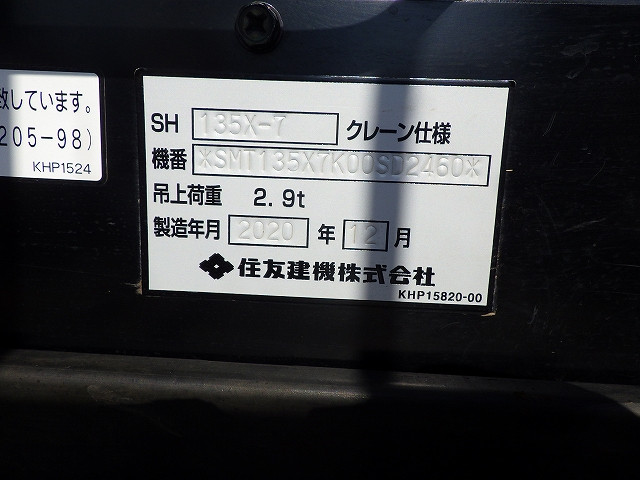 致しています。
205-98)
KHP1524
SH 135X-7 クレーン仕様
機番 *SMT135X7K00SD2460*
吊上荷重 2.9t
製造年月 2020 年 12 月
住友建機株式会社
KHP15820-00